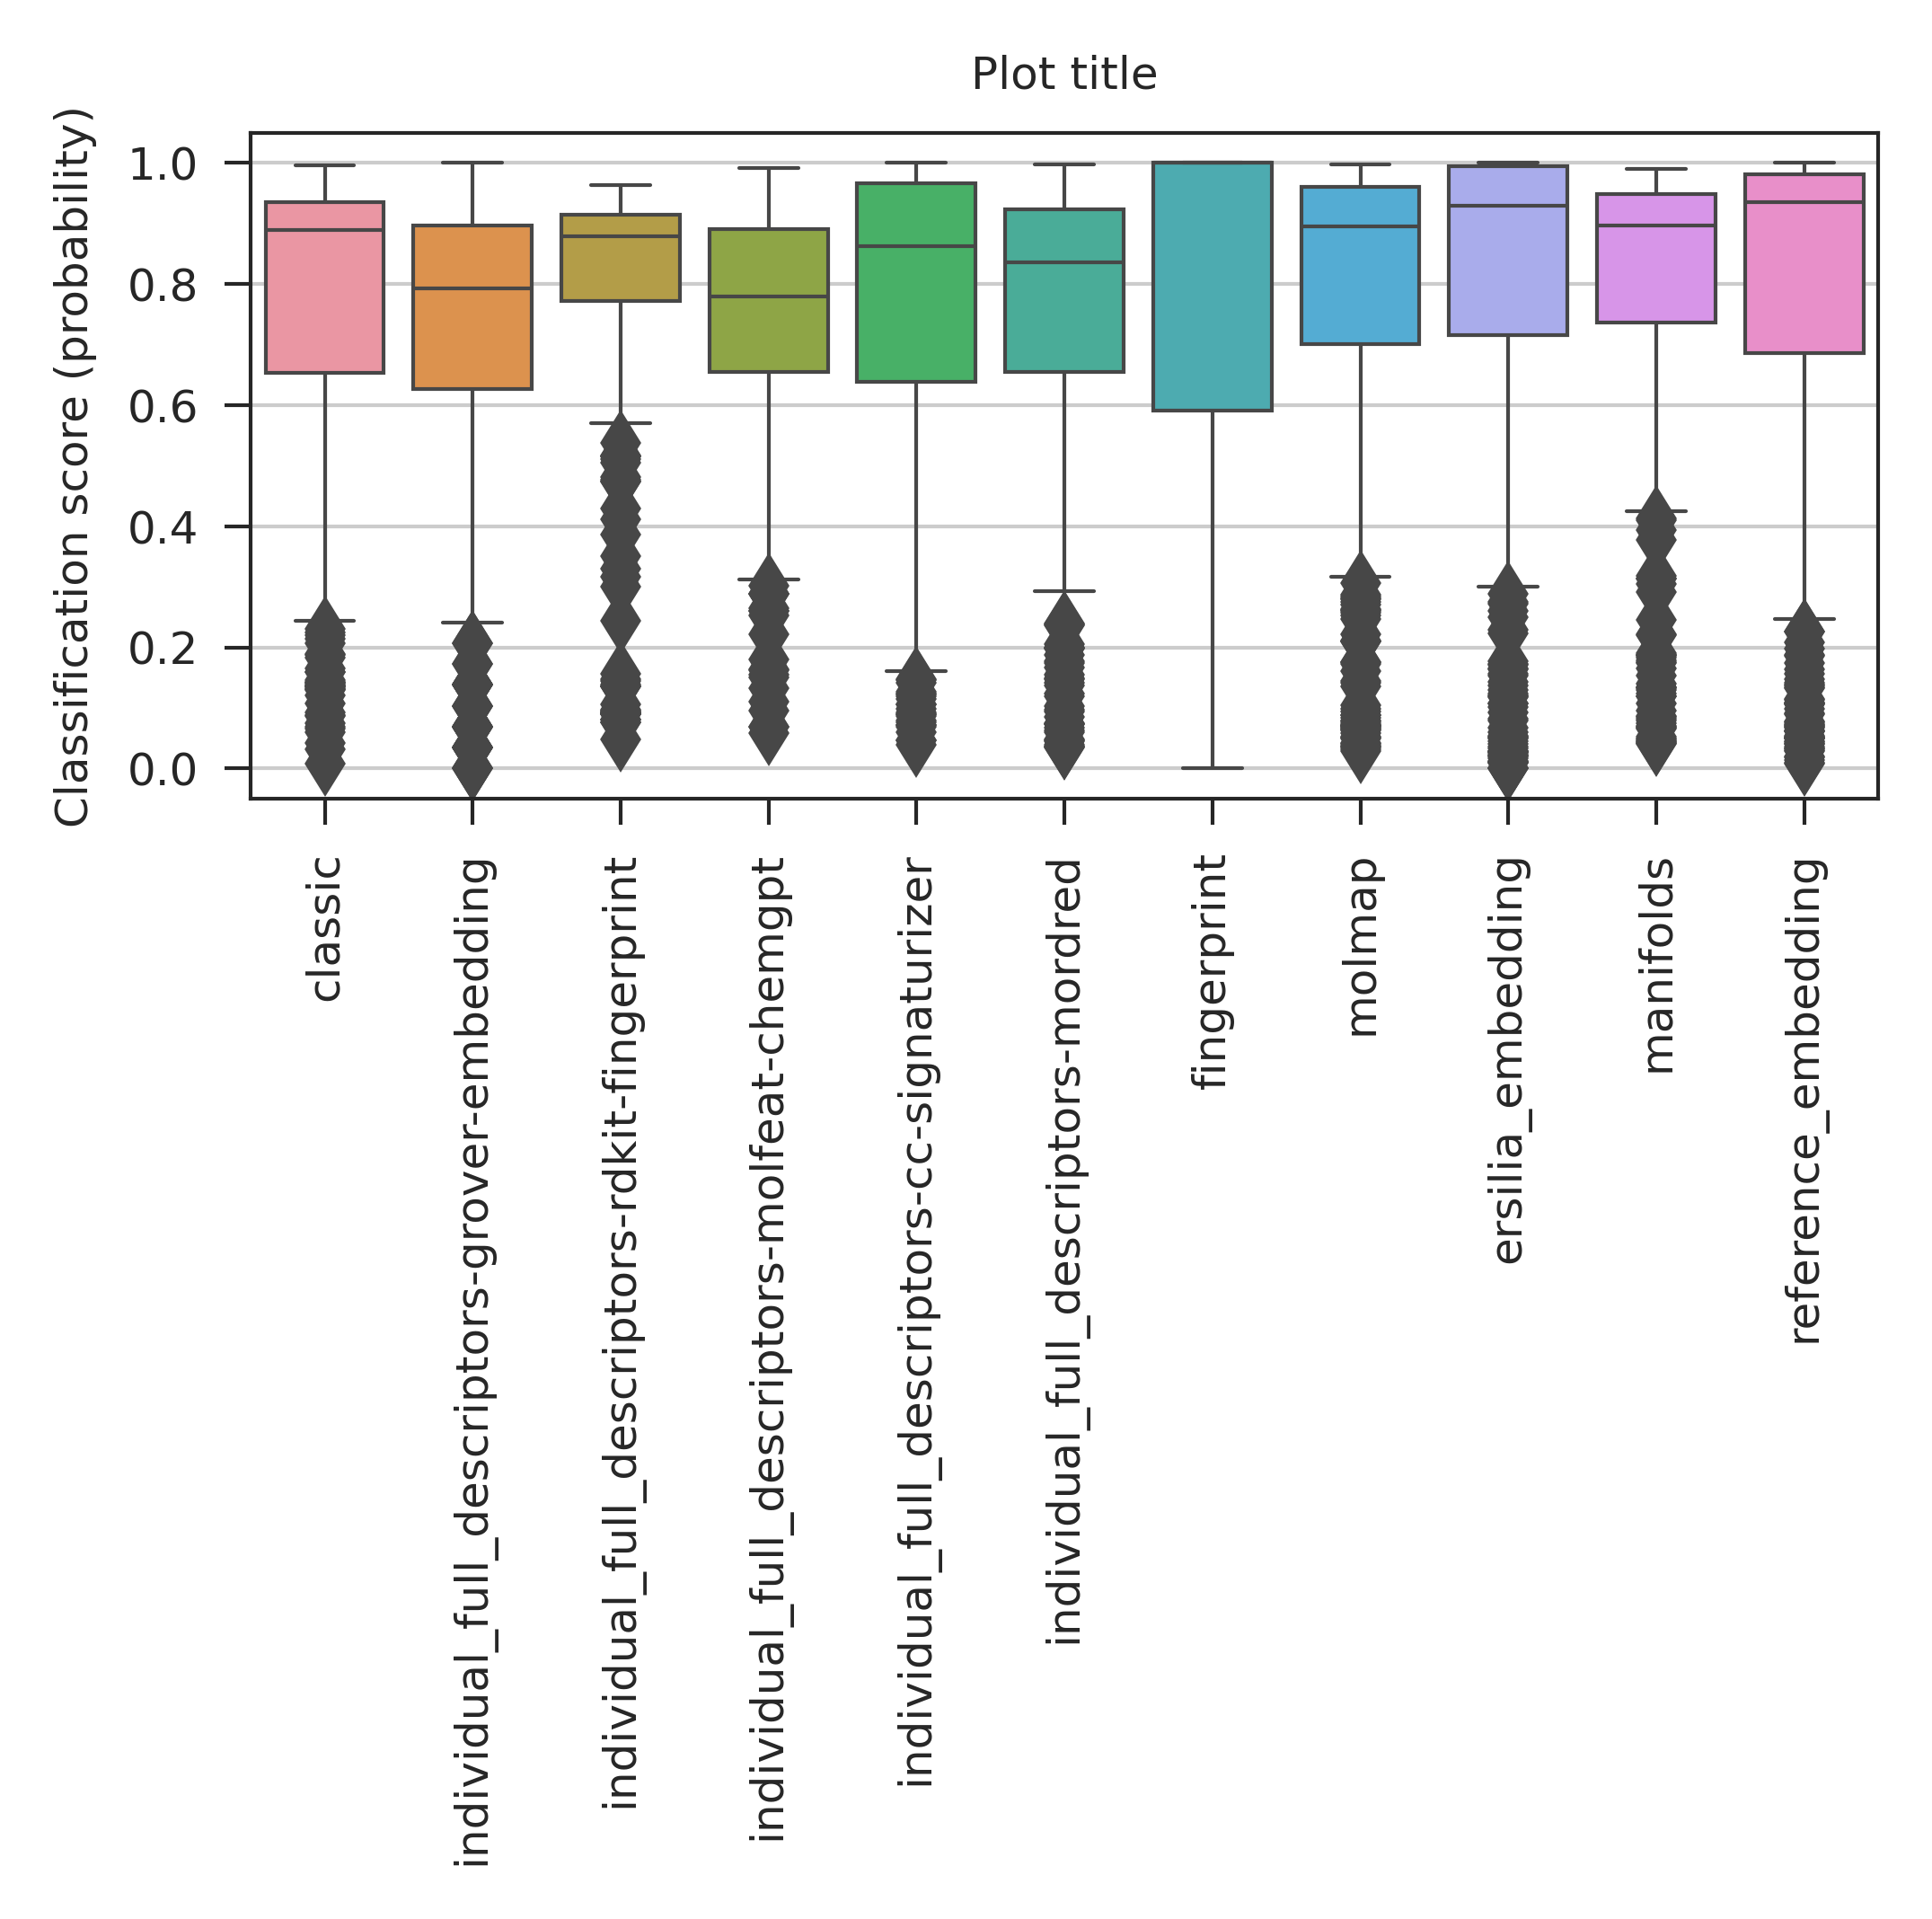 Plot title
Classification score (probability)
1.0
0.8
0.6
0.4
0.2
0.0
classic
individual_full_descriptors-grover-embedding
individual_full_descriptors-rdkit-fingerprint
individual_full_descriptors-molfeat-chemgpt
individual_full_descriptors-cc-signaturizer
individual_full_descriptors-mordred
fingerprint
molmap
ersilia_embedding
manifolds
reference_embedding